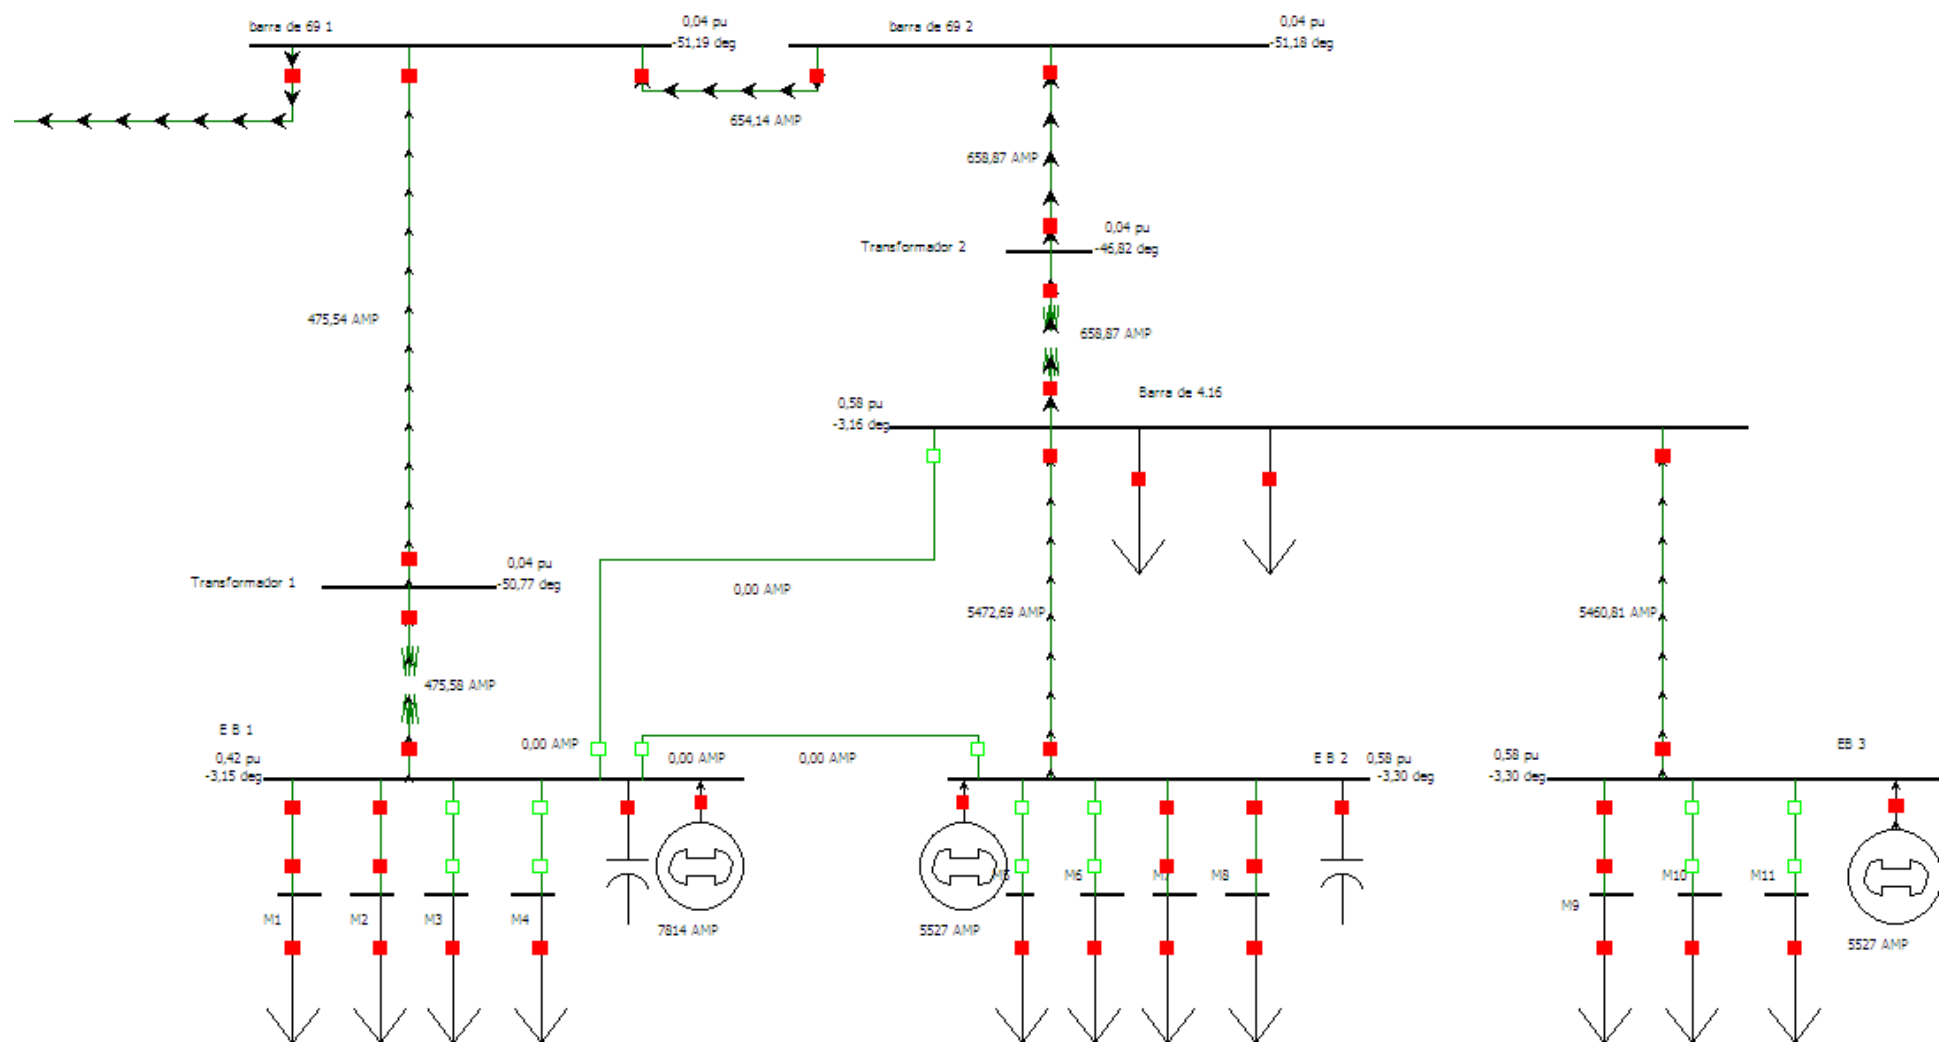 barra de 69 1
0,04 pu
-51,19 deg
barra de 69 2
0,04 pu
-51,18 deg
654,14 AMP
658,87 AMP
0,04 pu
-46,82 deg
Transformador 2
475,54 AMP
658,87 AMP
Barra de 4.16
0,58 pu
-3,16 deg
0,04 pu
-50,77 deg
Transformador 1
0,00 AMP
5472,69 AMP
5460,81 AMP
475,58 AMP
E B 1
0,42 pu
-3,15 deg
0,00 AMP
0,00 AMP
0,00 AMP
E B 2
0,58 pu
-3,30 deg
0,58 pu
-3,30 deg
EB 3
M1
M2
M3
M4
7814 AMP
5527 AMP
M5
M6
M7
M8
M9
M10
M11
5527 AMP